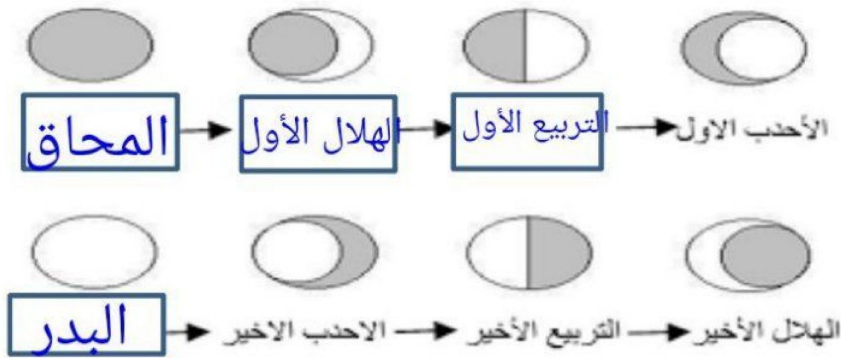 المحاق الهلال الأول التربيع الأول الأحدب الاول
البدر الاحدب الاخير التربيع الأخير الهلال الأخير